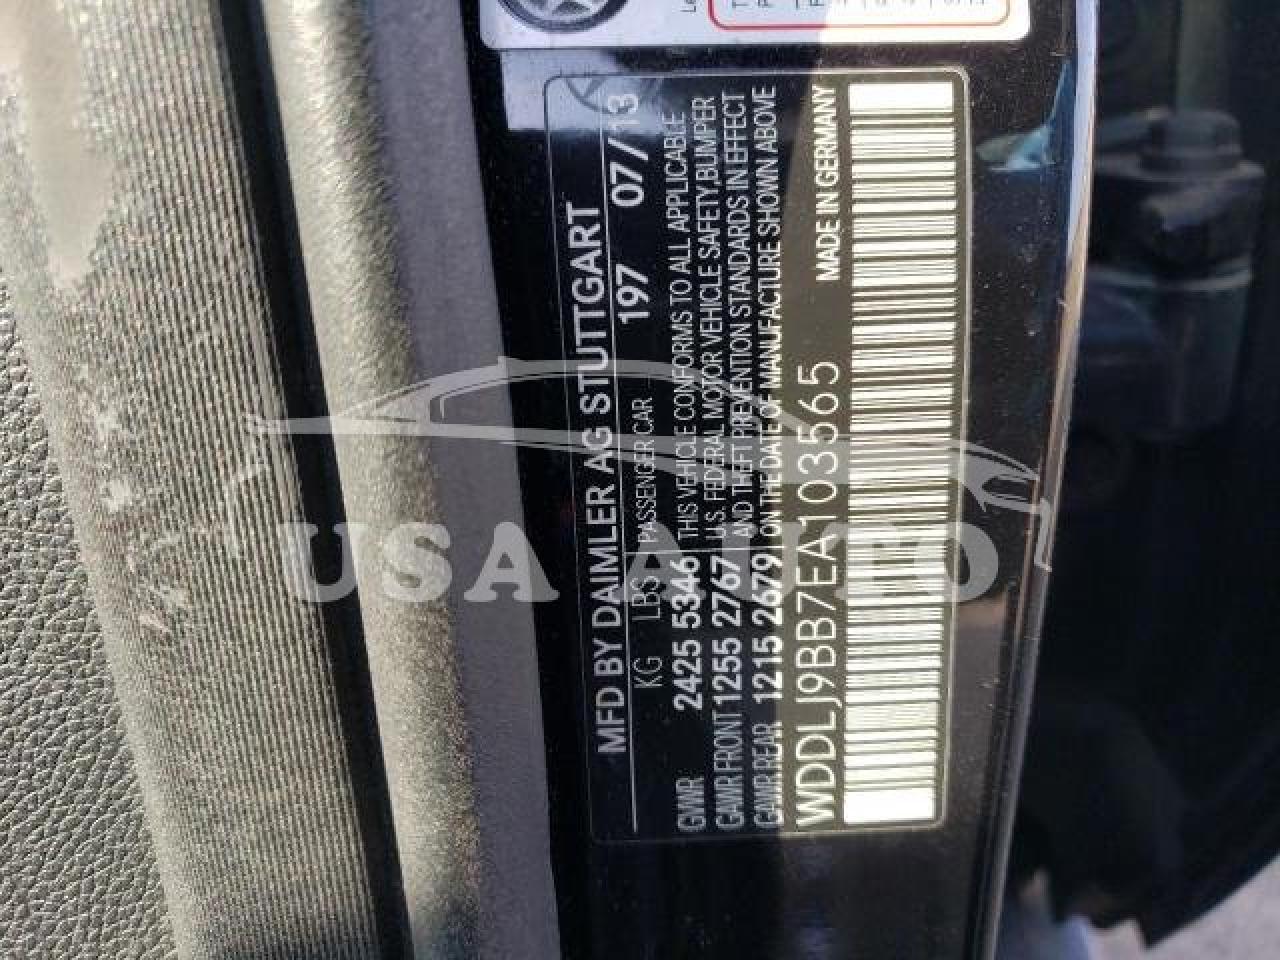 MFD BY DAIMLER AG STUTTGART
KG LBS PASSENGER CAR 197 07/13
GVWR 2425 5346 THIS VEHICLE CONFORMS TO ALL APPLICABLE
GAWR FRONT 1255 2767 U.S. FEDERAL MOTOR VEHICLE SAFETY,BUMPER
AND THEFT PREVENTION STANDARDS IN EFFECT
GAWR REAR 1215 2679 ON THE DATE OF MANUFACTURE SHOWN ABOVE
WDDLJ9BB7EA103565 MADE IN GERMANY
USA AUTO